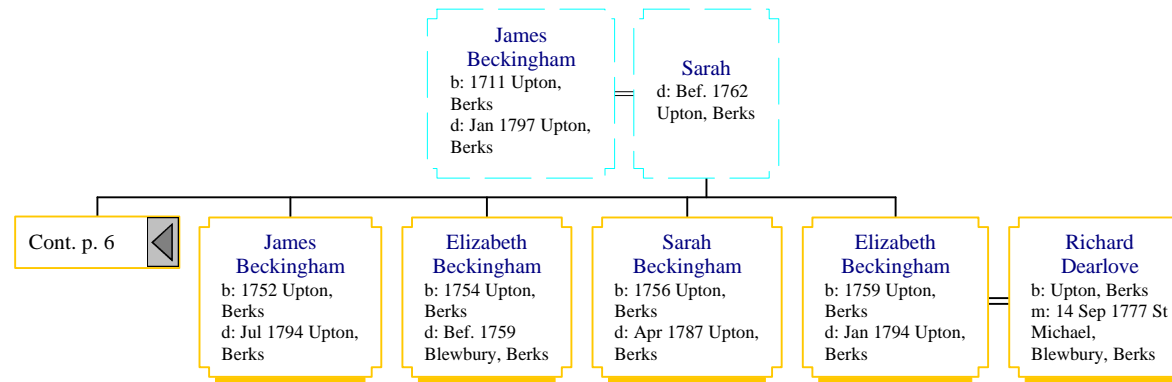 James
Beckingham
b: 1711 Upton,
Berks
d: Jan 1797 Upton,
Berks
Sarah
d: Bef. 1762
Upton, Berks
Cont. p. 6
James
Beckingham
b: 1752 Upton,
Berks
d: Jul 1794 Upton,
Berks
Elizabeth
Beckingham
b: 1754 Upton,
Berks
d: Bef. 1759
Blewbury, Berks
Sarah
Beckingham
b: 1756 Upton,
Berks
d: Apr 1787 Upton,
Berks
Elizabeth
Beckingham
b: 1759 Upton,
Berks
d: Jan 1794 Upton,
Berks
Richard
Dearlove
b: Upton, Berks
m: 14 Sep 1777 St
Michael,
Blewbury, Berks